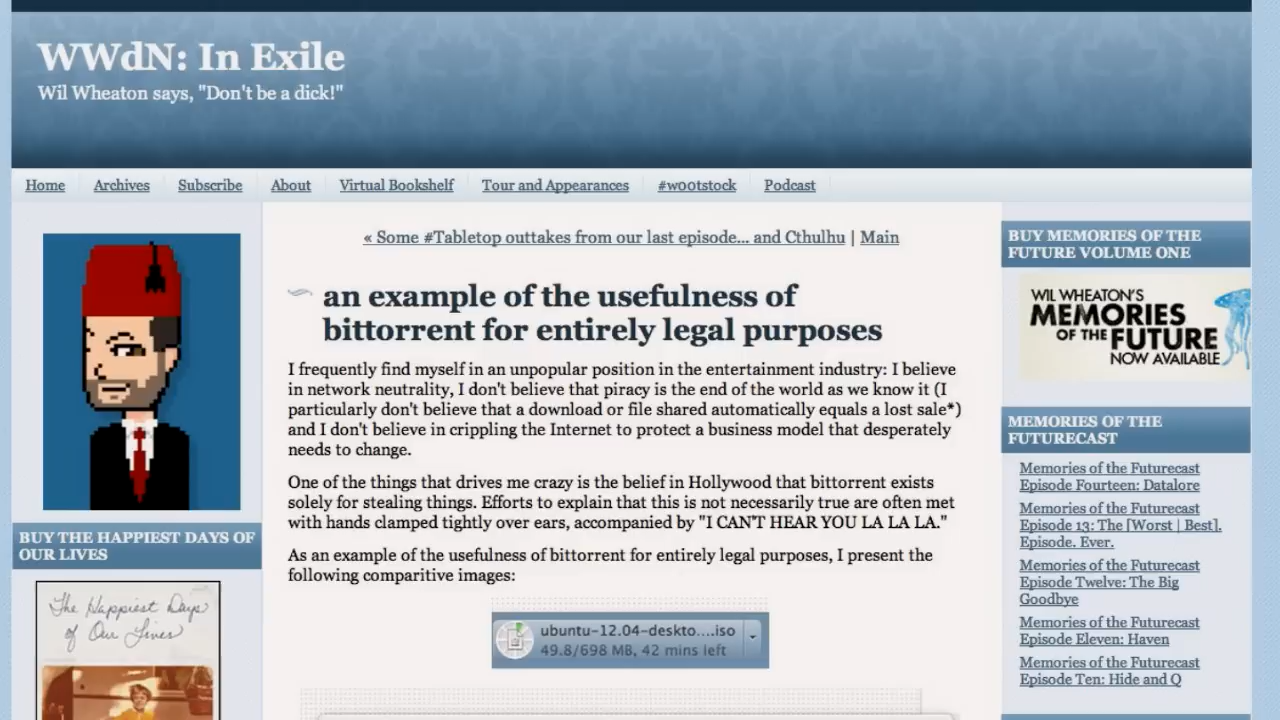 WWdN: In Exile
Wil Wheaton says, "Don't be a dick!"
Home Archives Subscribe About Virtual Bookshelf Tour and Appearances #w00tstock Podcast
« Some #Tabletop outtakes from our last episode... and Cthulhu | Main
an example of the usefulness of
bittorrent for entirely legal purposes
I frequently find myself in an unpopular position in the entertainment industry: I believe
in network neutrality, I don't believe that piracy is the end of the world as we know it (I
particularly don't believe that a download or file shared automatically equals a lost sale*)
and I don't believe in crippling the Internet to protect a business model that desperately
needs to change.
One of the things that drives me crazy is the belief in Hollywood that bittorrent exists
solely for stealing things. Efforts to explain that this is not necessarily true are often met
with hands clamped tightly over ears, accompanied by "I CAN'T HEAR YOU LA LA LA."
As an example of the usefulness of bittorrent for entirely legal purposes, I present the
following comparitive images:
ubuntu-12.04-deskto....iso
49.8/698 MB, 42 mins left
BUY THE HAPPIEST DAYS OF
OUR LIVES
The Happiest Days
of Our Lives
BUY MEMORIES OF THE
FUTURE VOLUME ONE
WIL WHEATON'S
MEMORIES
OF THE FUTURE
NOW AVAILABLE
MEMORIES OF THE
FUTURECAST
Memories of the Futurecast
Episode Fourteen: Datalore
Memories of the Futurecast
Episode 13: The [Worst | Best].
Episode. Ever.
Memories of the Futurecast
Episode Twelve: The Big
Goodbye
Memories of the Futurecast
Episode Eleven: Haven
Memories of the Futurecast
Episode Ten: Hide and Q